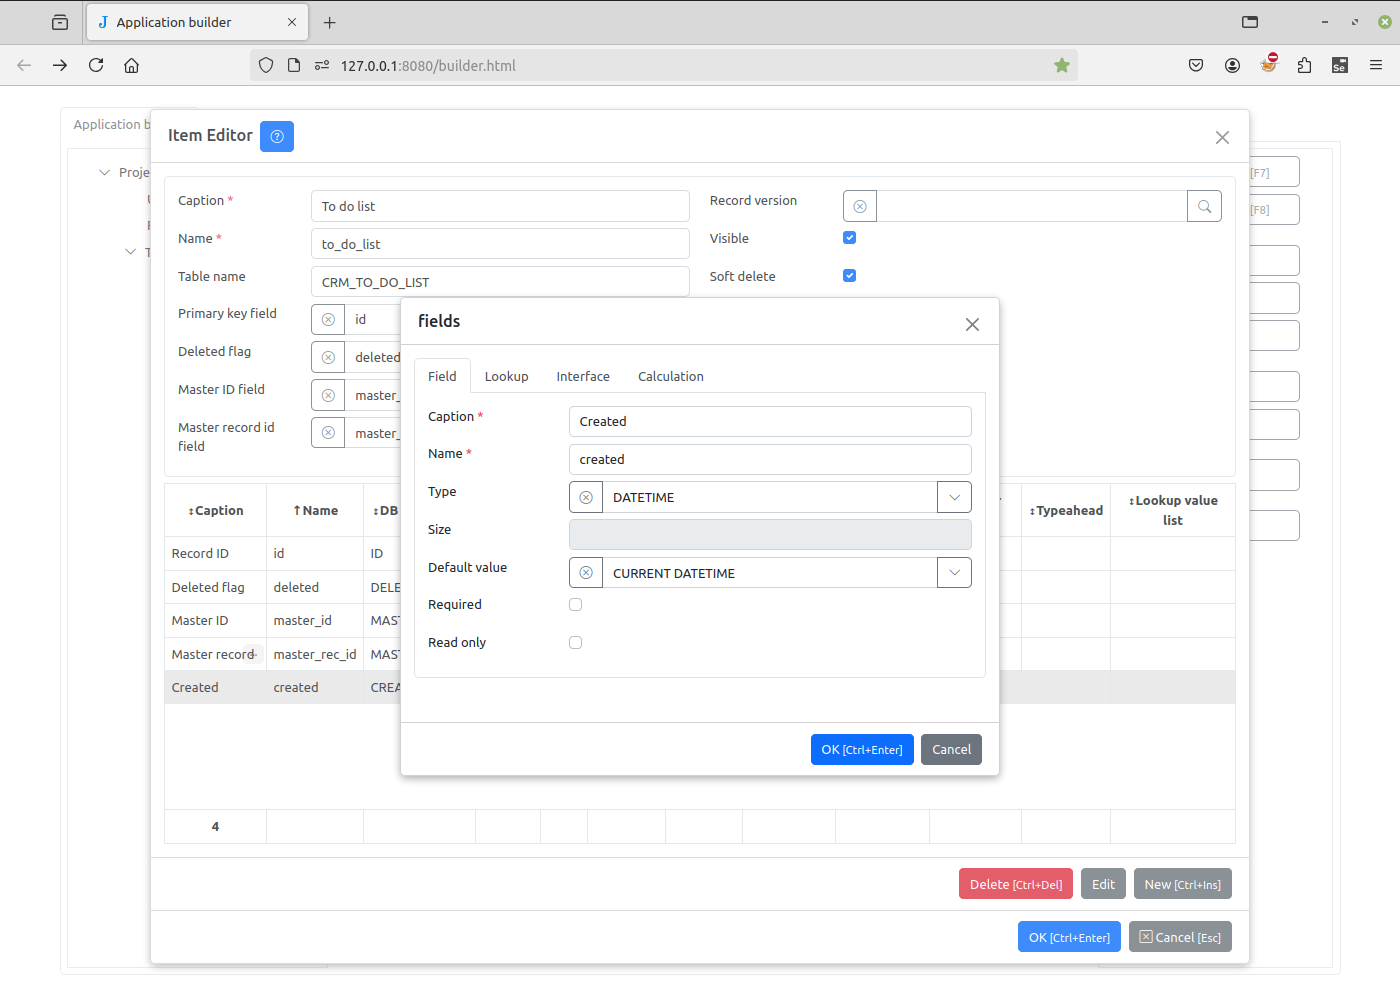 Application builder
127.0.0.1:8080/builder.html
Application b
Item Editor
Proje
[F7]
[F8]
Caption *
To do list
Record version
Name *
to_do_list
Visible
Table name
CRM_TO_DO_LIST
Soft delete
Primary key field
id
Deleted flag
deleted
Master ID field
master_
Master record id
field
master_
fields
Field
Lookup
Interface
Calculation
Caption *
Created
Name *
created
Type
DATETIME
Size
Default value
CURRENT DATETIME
Required
Read only
OK [Ctrl+Enter]
Cancel
↕Caption
↑Name
↕DB
↕Typeahead
↕Lookup value
list
Record ID
id
ID
Deleted flag
deleted
DELE
Master ID
master_id
MAS
Master record
master_rec_id
MAS
Created
created
CREA
4
Delete [Ctrl+Del]
Edit
New [Ctrl+Ins]
OK [Ctrl+Enter]
Cancel [Esc]